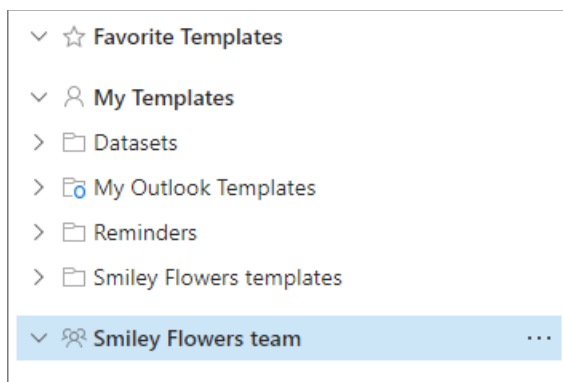 Favorite Templates
My Templates
Datasets
My Outlook Templates
Reminders
Smiley Flowers templates
Smiley Flowers team